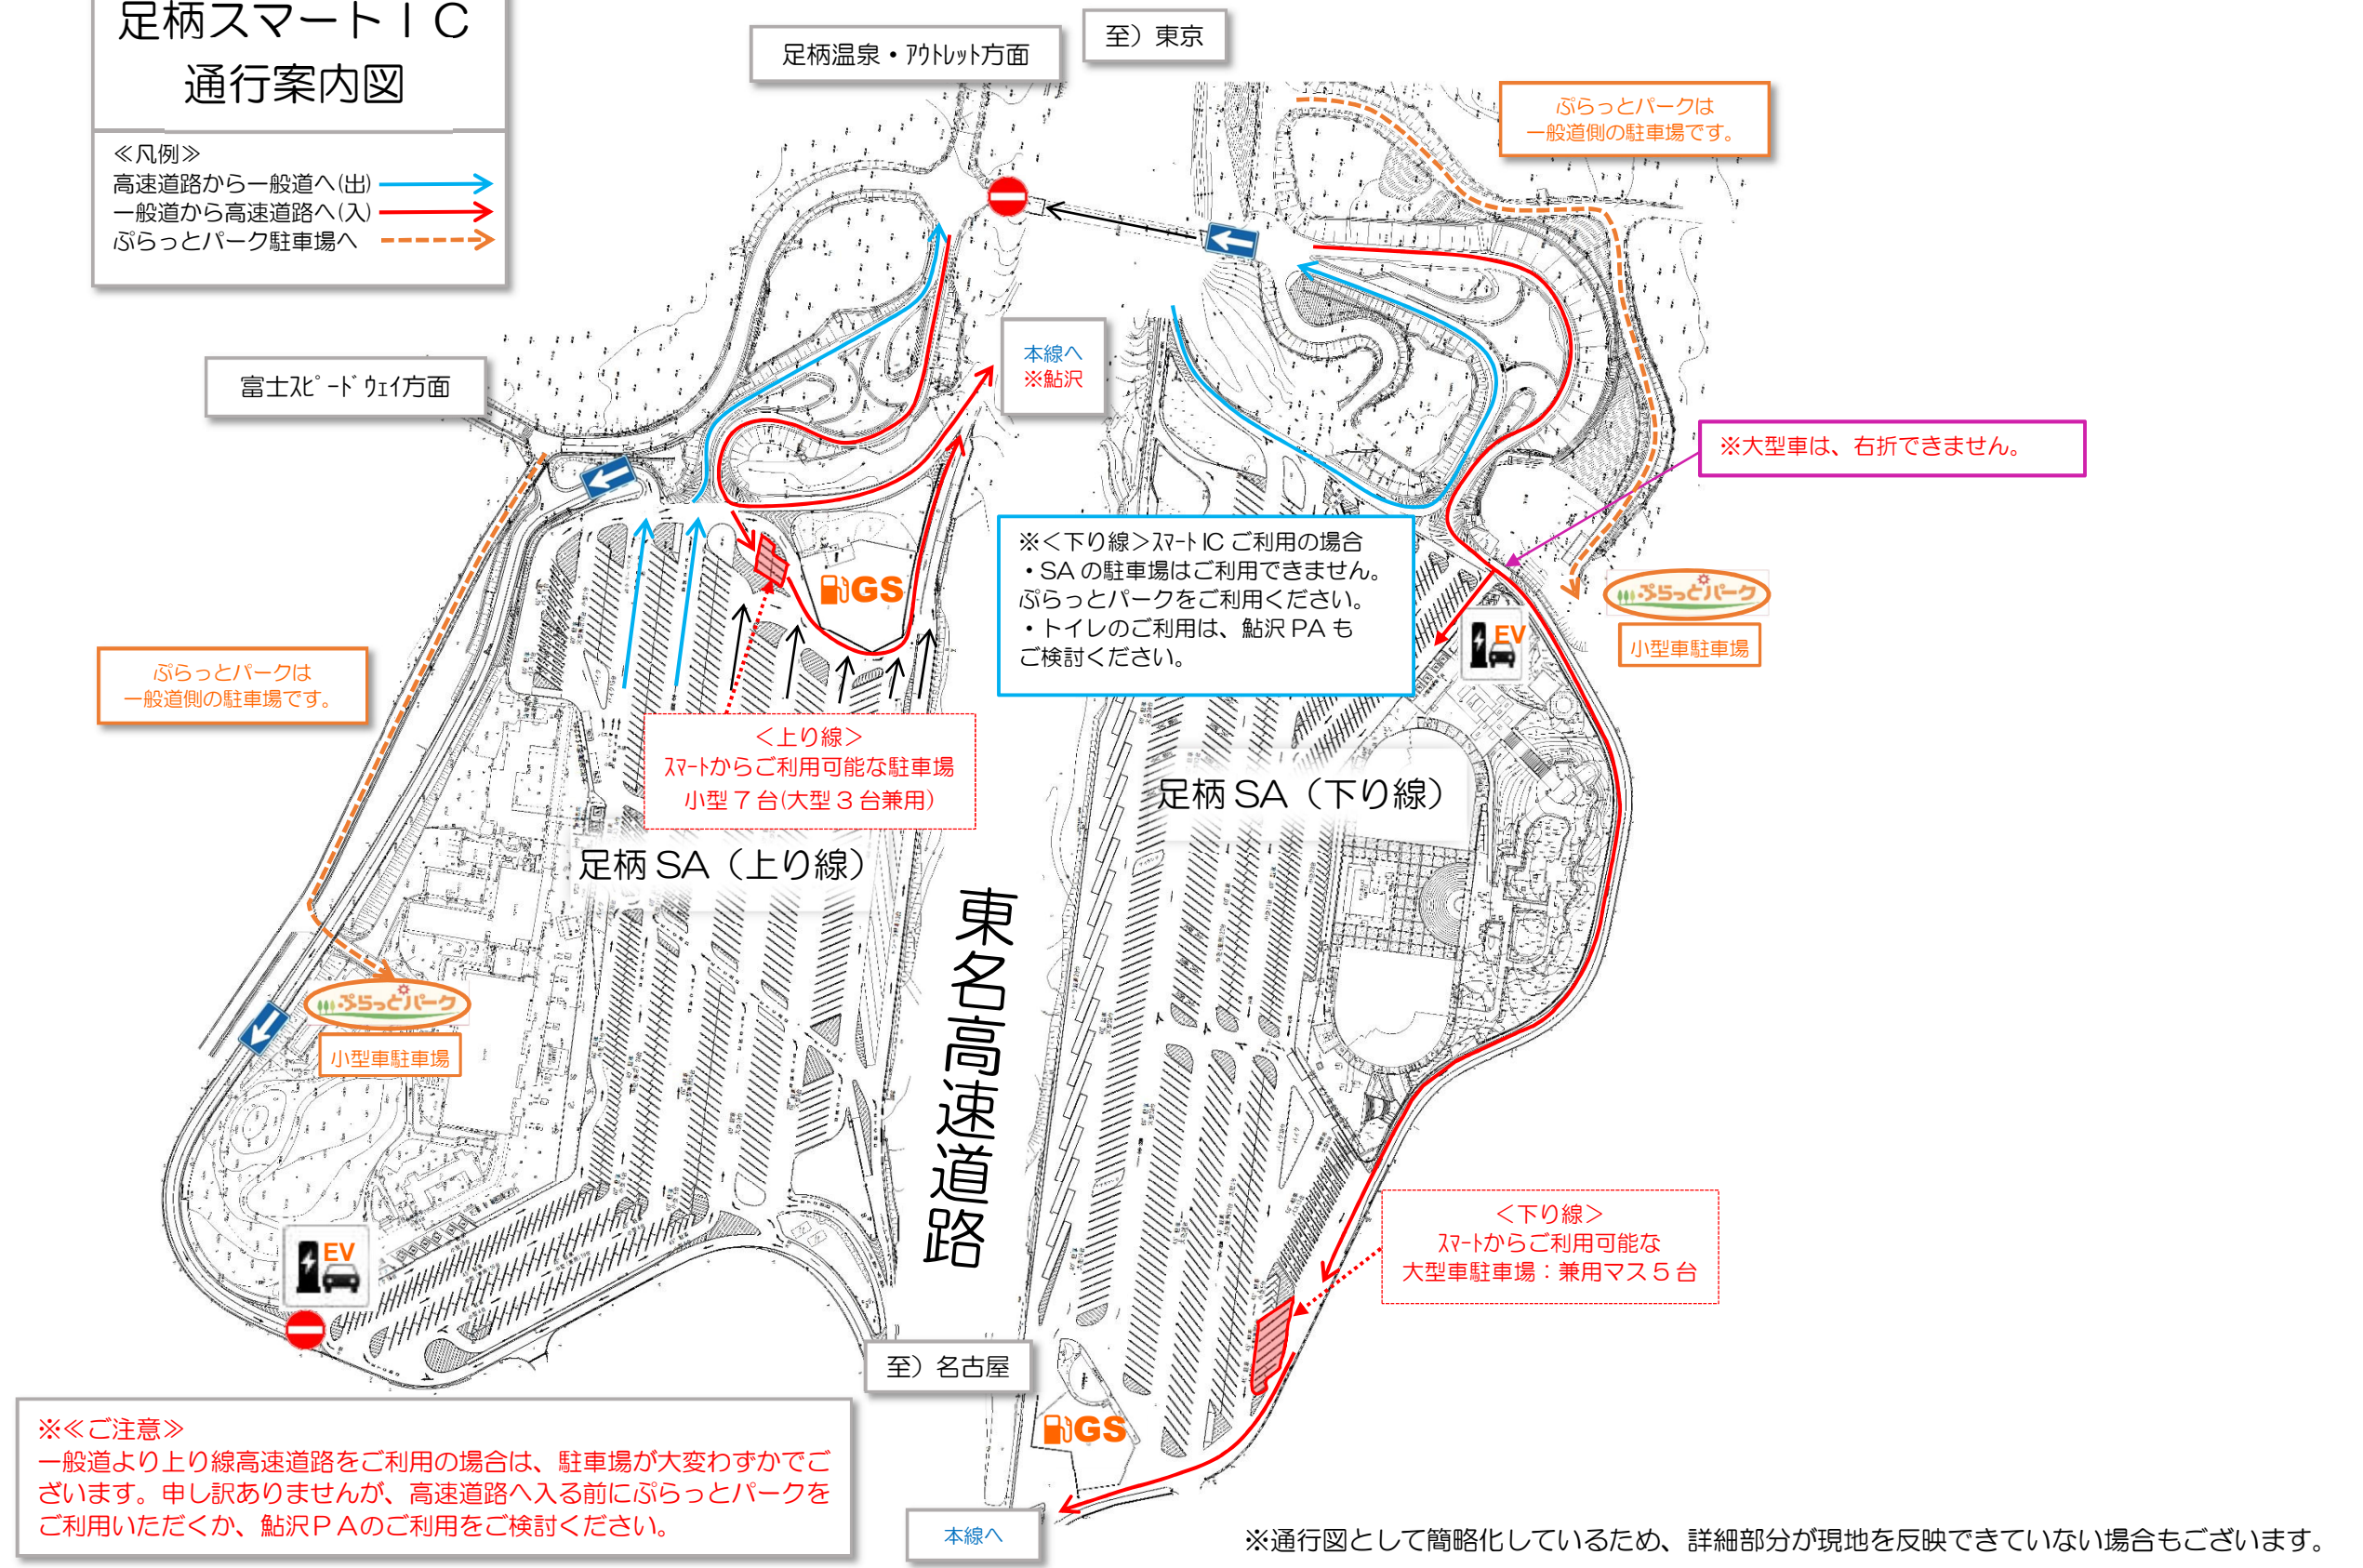 足柄スマートＩＣ
通行案内図
≪凡例≫
高速道路から一般道へ(出)
一般道から高速道路へ(入)
ぷらっとパーク駐車場へ
足柄温泉・ｱｳﾄﾚｯﾄ方面
至）東京
ぷらっとパークは
一般道側の駐車場です。
富士ｽﾋﾟｰﾄﾞｳｪｲ方面
本線へ
※鮎沢
※大型車は、右折できません。
※＜下り線＞ｽﾏｰﾄ IC ご利用の場合
・SA の駐車場はご利用できません。
ぷらっとパークをご利用ください。
・トイレのご利用は、鮎沢 PA も
ご検討ください。
GS
EV
ぷらっとパーク
小型車駐車場
ぷらっとパークは
一般道側の駐車場です。
＜上り線＞
ｽﾏｰﾄからご利用可能な駐車場
小型７台(大型３台兼用)
足柄 SA（下り線）
足柄 SA（上り線）
東名高速道路
ぷらっとパーク
小型車駐車場
EV
＜下り線＞
ｽﾏｰﾄからご利用可能な
大型車駐車場：兼用マス５台
至）名古屋
GS
※≪ご注意≫
一般道より上り線高速道路をご利用の場合は、駐車場が大変わずかでご
ざいます。申し訳ありませんが、高速道路へ入る前にぷらっとパークを
ご利用いただくか、鮎沢ＰＡのご利用をご検討ください。
本線へ
※通行図として簡略化しているため、詳細部分が現地を反映できていない場合もございます。